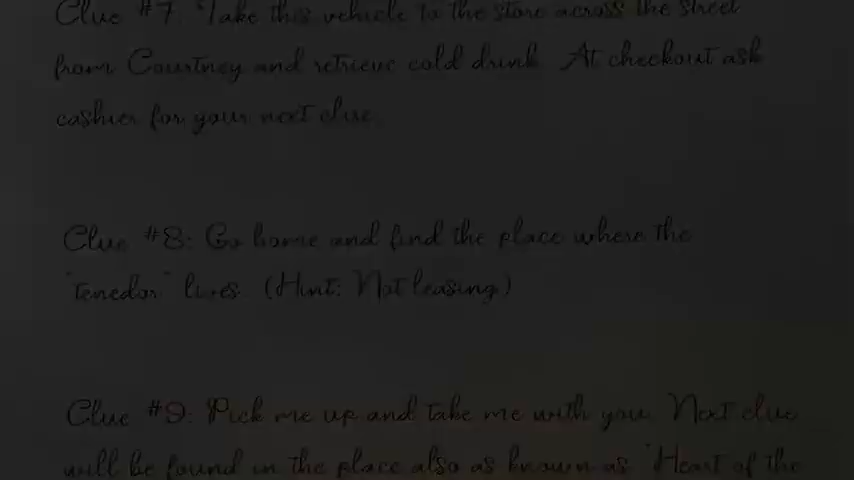 Clue #7: Take this vehicle to the store across the street
from Courtney and retrieve cold drink. At checkout ask
cashier for your next clue.
Clue #8: Go home and find the place where the
"tenedor" lives. (Hint: Not leasing)
Clue #9: Pick me up and take me with you. Next clue
will be found in the place also as known as "Heart of the